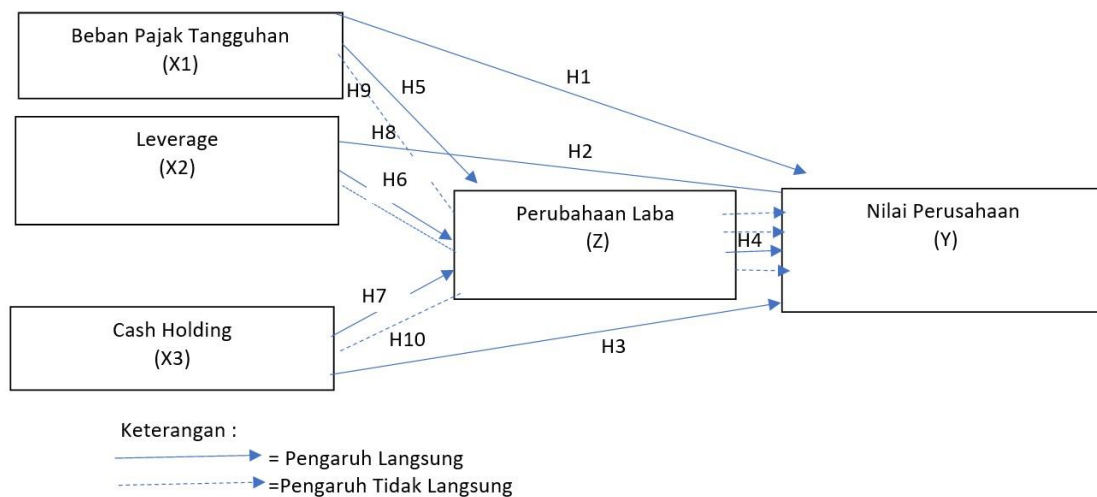 Beban Pajak Tangguhan
(X1)
H1
H5
H9
Leverage
(X2)
H8
H2
H6
Perubahaan Laba
(Z)
H4
Nilai Perusahaan
(Y)
H7
Cash Holding
(X3)
H10
H3
Keterangan :
= Pengaruh Langsung
=Pengaruh Tidak Langsung